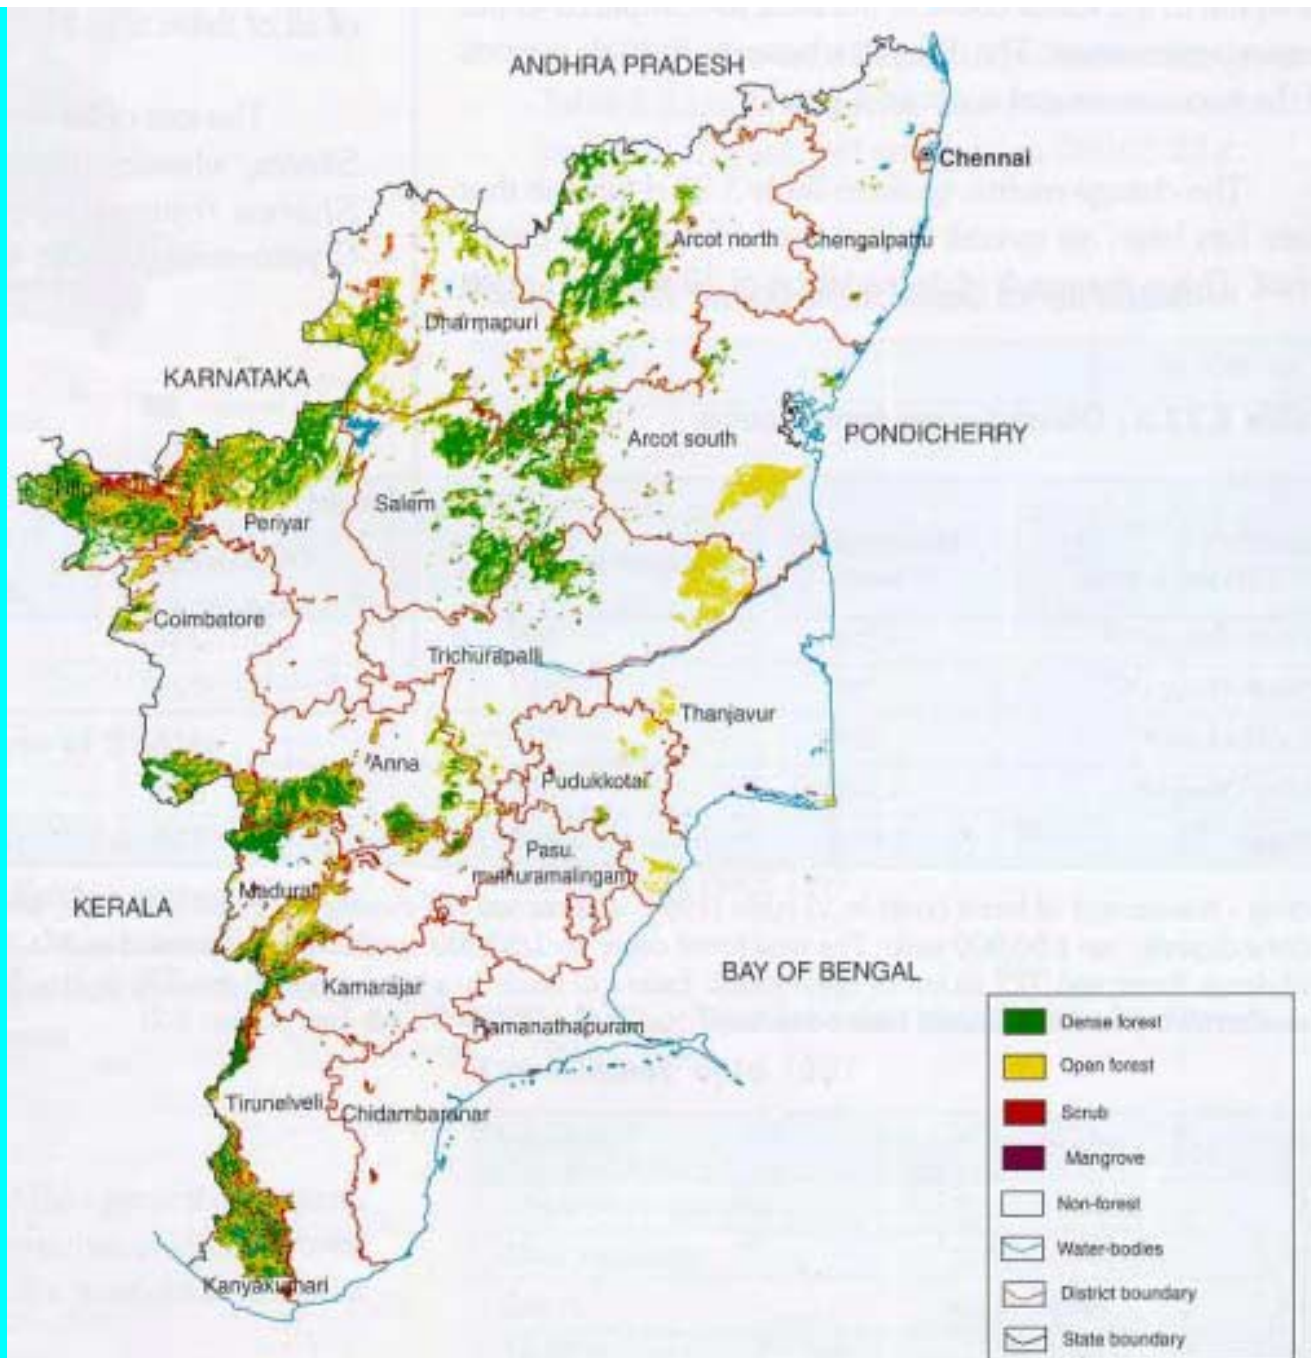 ANDHRA PRADESH
Chennai
Arcot north
Chengalpattu
Dharmapuri
KARNATAKA
Arcot south
PONDICHERRY
Salem
Periyar
Coimbatore
Trichurapalli
Thanjavur
Anna
Pudukkotai
Pasu.
muthuramalingam
Madurai
KERALA
BAY OF BENGAL
Kamarajar
Ramanathapuram
Tirunelveli
Chidambaranar
Kanyakumari
Dense forest
Open forest
Scrub
Mangrove
Non-forest
Water-bodies
District boundary
State boundary